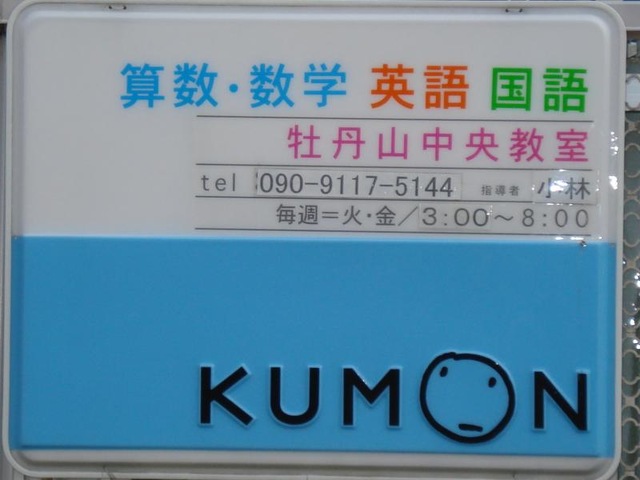 算数・数学 英語 国語
牡丹山中央教室
tel 090-9117-5144 指導者 小林
毎週＝火・金／3:00～8:00
KUMON